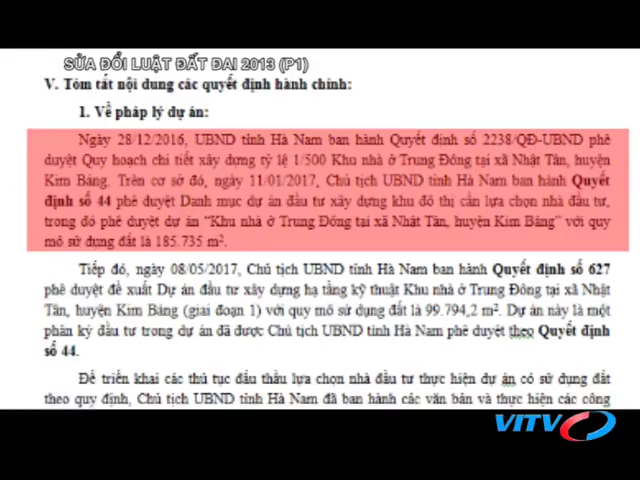 SỬA ĐỔI LUẬT ĐẤT ĐAI 2013 (P1)
V. Tóm tắt nội dung các quyết định hành chính:
1. Về pháp lý dự án:
Ngày 28/12/2016, UBND tỉnh Hà Nam ban hành Quyết định số 2238/QĐ-UBND phê
duyệt Quy hoạch chi tiết xây dựng tỷ lệ 1/500 Khu nhà ở Trung Đông tại xã Nhật Tân, huyện
Kim Bảng. Trên cơ sở đó, ngày 11/01/2017, Chủ tịch UBND tỉnh Hà Nam ban hành Quyết
định số 44 phê duyệt Danh mục dự án đầu tư xây dựng khu đô thị cần lựa chọn nhà đầu tư,
trong đó phê duyệt dự án “Khu nhà ở Trung Đông tại xã Nhật Tân, huyện Kim Bảng” với quy
mô sử dụng đất là 185.735 m².
Tiếp đó, ngày 08/05/2017, Chủ tịch UBND tỉnh Hà Nam ban hành Quyết định số 627
phê duyệt đề xuất Dự án đầu tư xây dựng hạ tầng kỹ thuật Khu nhà ở Trung Đông tại xã Nhật
Tân, huyện Kim Bảng (giai đoạn 1) với quy mô sử dụng đất là 99.794,2 m². Dự án này là một
phân kỳ đầu tư trong dự án đã được Chủ tịch UBND tỉnh Hà Nam phê duyệt theo Quyết định
số 44.
Để triển khai các thủ tục đấu thầu lựa chọn nhà đầu tư thực hiện dự án có sử dụng đất
theo quy định, Chủ tịch UBND tỉnh Hà Nam đã ban hành các văn bản và thực hiện các công
VITV